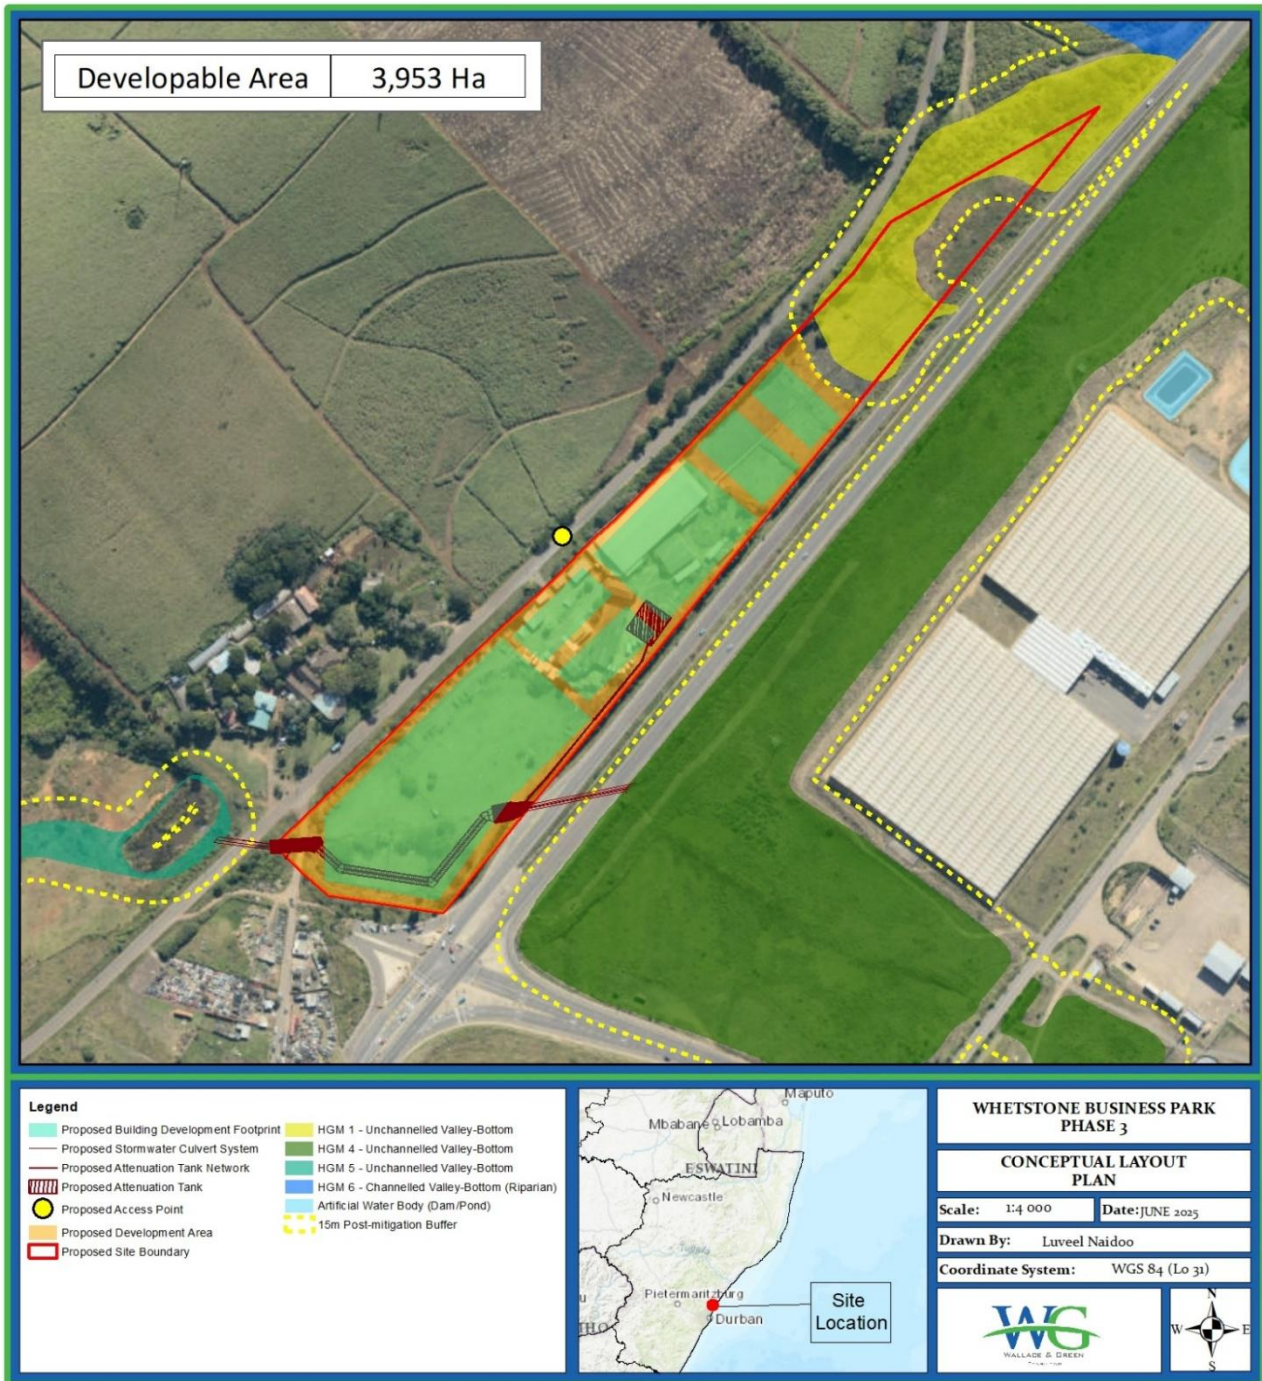 Developable Area 3,953 Ha
Legend
Proposed Building Development Footprint
Proposed Stormwater Culvert System
Proposed Attenuation Tank Network
Proposed Attenuation Tank
Proposed Access Point
Proposed Development Area
Proposed Site Boundary
HGM 1 - Unchannelled Valley-Bottom
HGM 4 - Unchannelled Valley-Bottom
HGM 5 - Unchannelled Valley-Bottom
HGM 6 - Channelled Valley-Bottom (Riparian)
Artificial Water Body (Dam/Pond)
15m Post-mitigation Buffer
Maputo
Mbabane
Lobamba
ESWATINI
Newcastle
Tugela
Pietermaritzburg
Durban
Site
Location
WHETSTONE BUSINESS PARK
PHASE 3
CONCEPTUAL LAYOUT
PLAN
Scale: 1:4 000
Date: JUNE 2025
Drawn By: Luveel Naidoo
Coordinate System: WGS 84 (Lo 31)
WG
WALLACE & GREEN
N
W E
S